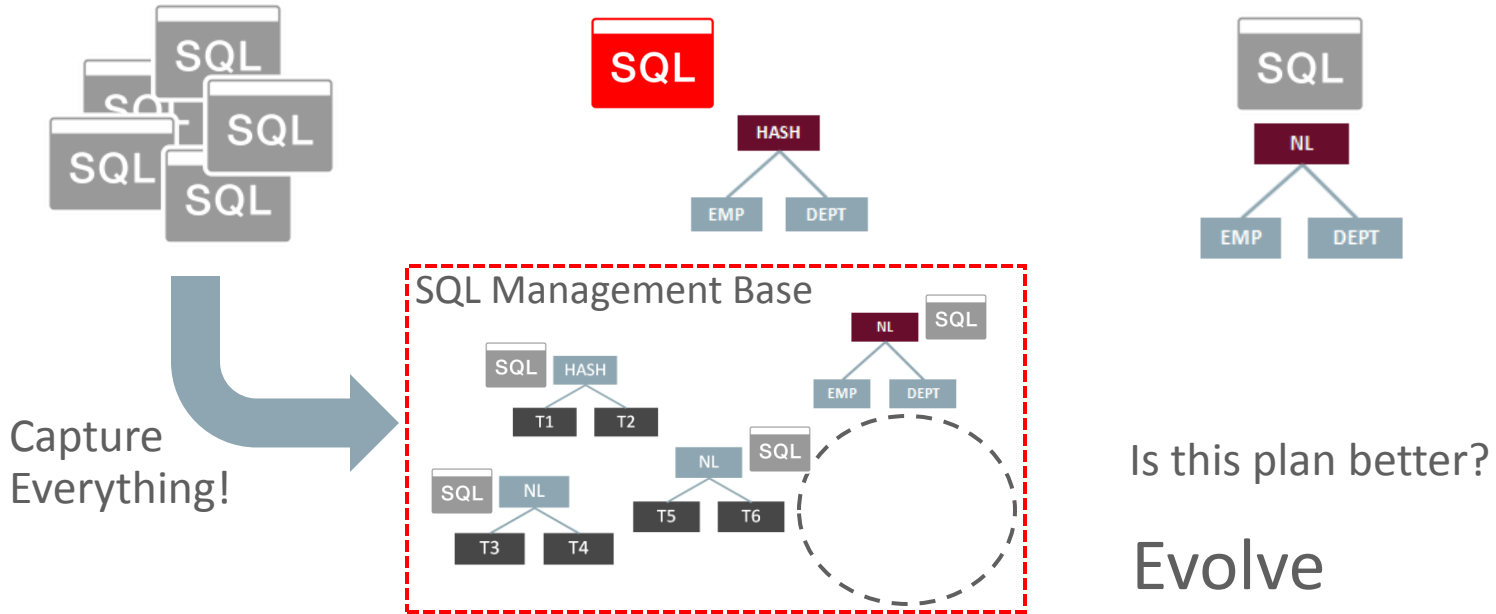 SQL
SQL
SQL
SQL
SQL
Capture
Everything!
SQL
HASH
EMP
DEPT
SQL
NL
EMP
DEPT
SQL Management Base
NL
SQL
EMP
DEPT
SQL
HASH
T1
T2
SQL
NL
T3
T4
NL
SQL
T5
T6
Is this plan better?
Evolve